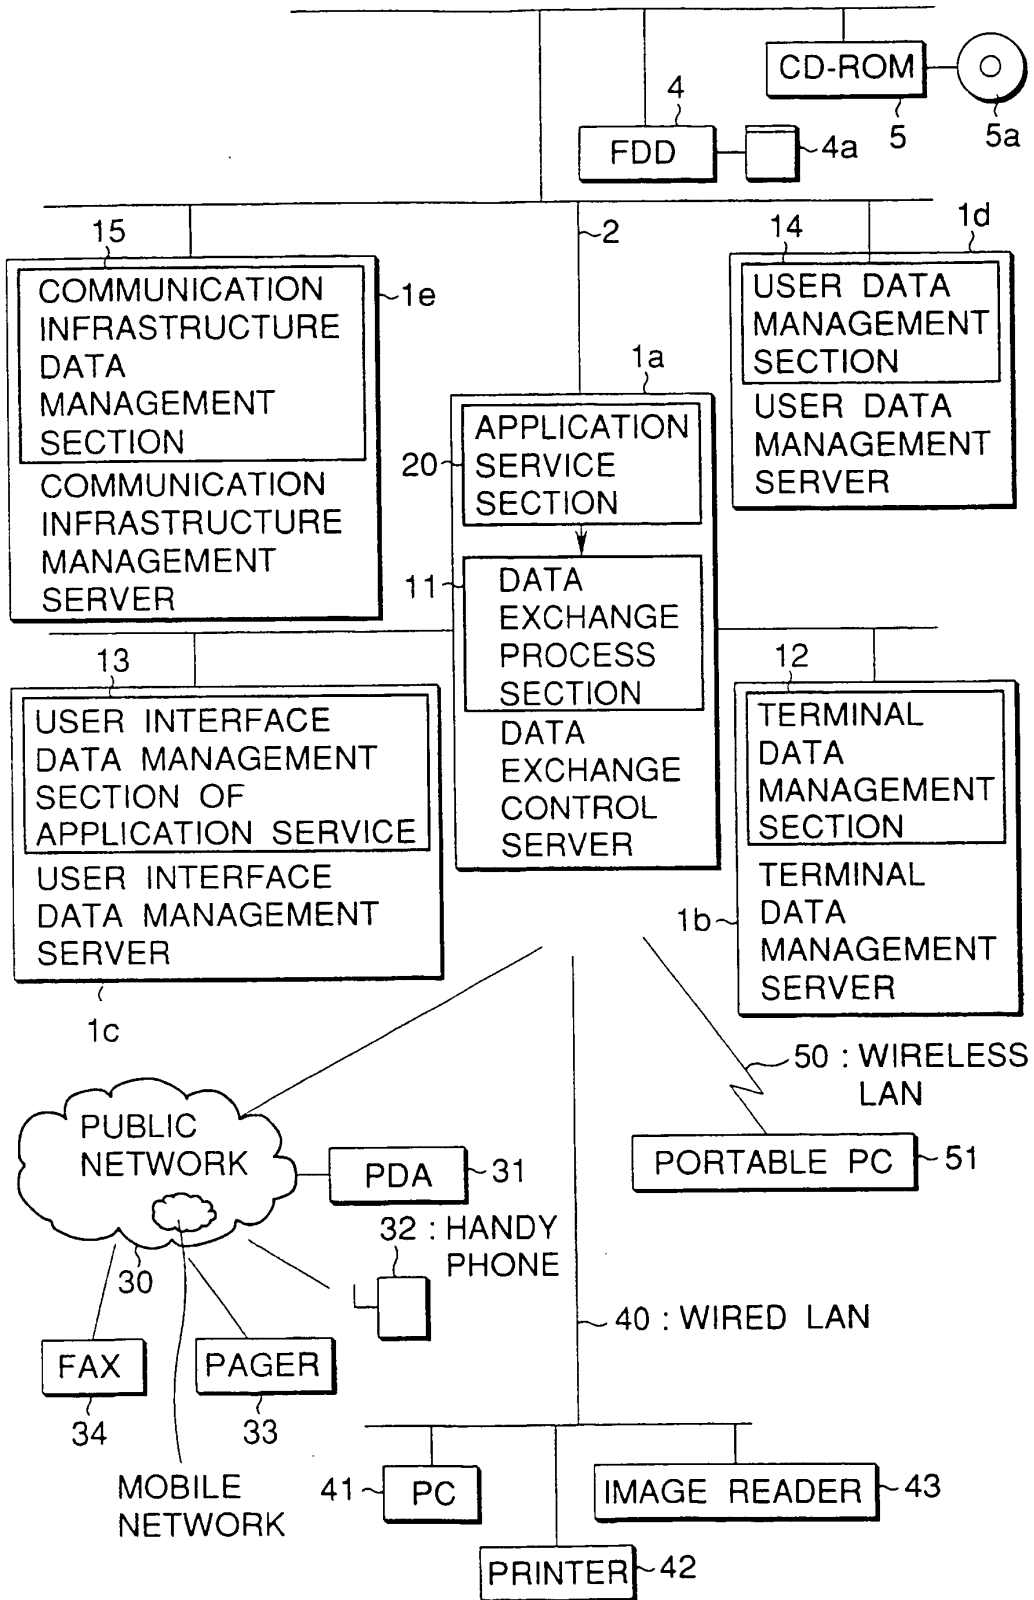 CD-ROM
5
5a
4
FDD
4a
2
15
COMMUNICATION
INFRASTRUCTURE
DATA
MANAGEMENT
SECTION
COMMUNICATION
INFRASTRUCTURE
MANAGEMENT
SERVER
1e
14
1d
USER DATA
MANAGEMENT
SECTION
USER DATA
MANAGEMENT
SERVER
1a
20
APPLICATION
SERVICE
SECTION
11
DATA
EXCHANGE
PROCESS
SECTION
DATA
EXCHANGE
CONTROL
SERVER
13
USER INTERFACE
DATA MANAGEMENT
SECTION OF
APPLICATION SERVICE
USER INTERFACE
DATA MANAGEMENT
SERVER
1c
12
TERMINAL
DATA
MANAGEMENT
SECTION
TERMINAL
DATA
MANAGEMENT
SERVER
1b
50 : WIRELESS
LAN
PORTABLE PC
51
PUBLIC
NETWORK
30
PDA
31
32 : HANDY
PHONE
FAX
34
PAGER
33
MOBILE
NETWORK
40 : WIRED LAN
41
PC
IMAGE READER
43
PRINTER
42